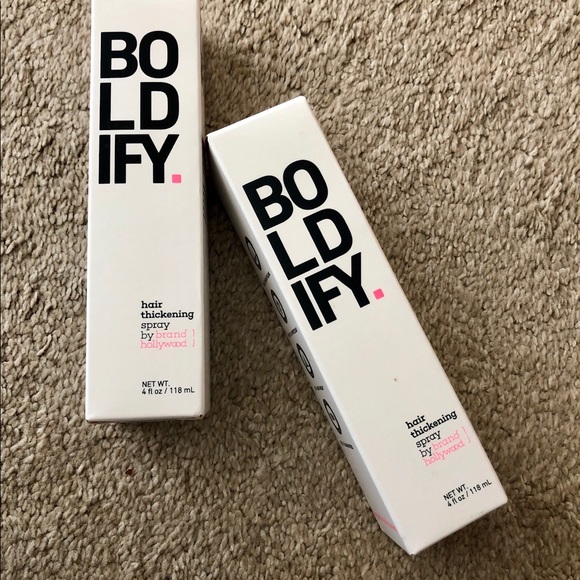 BO
LD
IFY.
hair
thickening
spray
by brand
hollywood
NET WT.
4 fl oz / 118 mL
BO
LD
IFY.
hair
thickening
spray
by brand
hollywood
NET WT.
4 fl oz / 118 mL